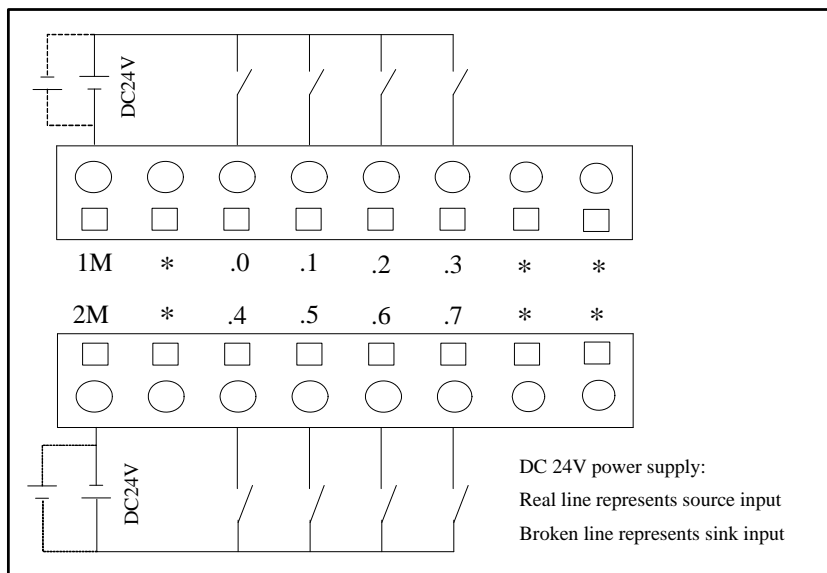 DC24V
1M * .0 .1 .2 .3 * *
2M * .4 .5 .6 .7 * *
DC24V
DC 24V power supply:
Real line represents source input
Broken line represents sink input